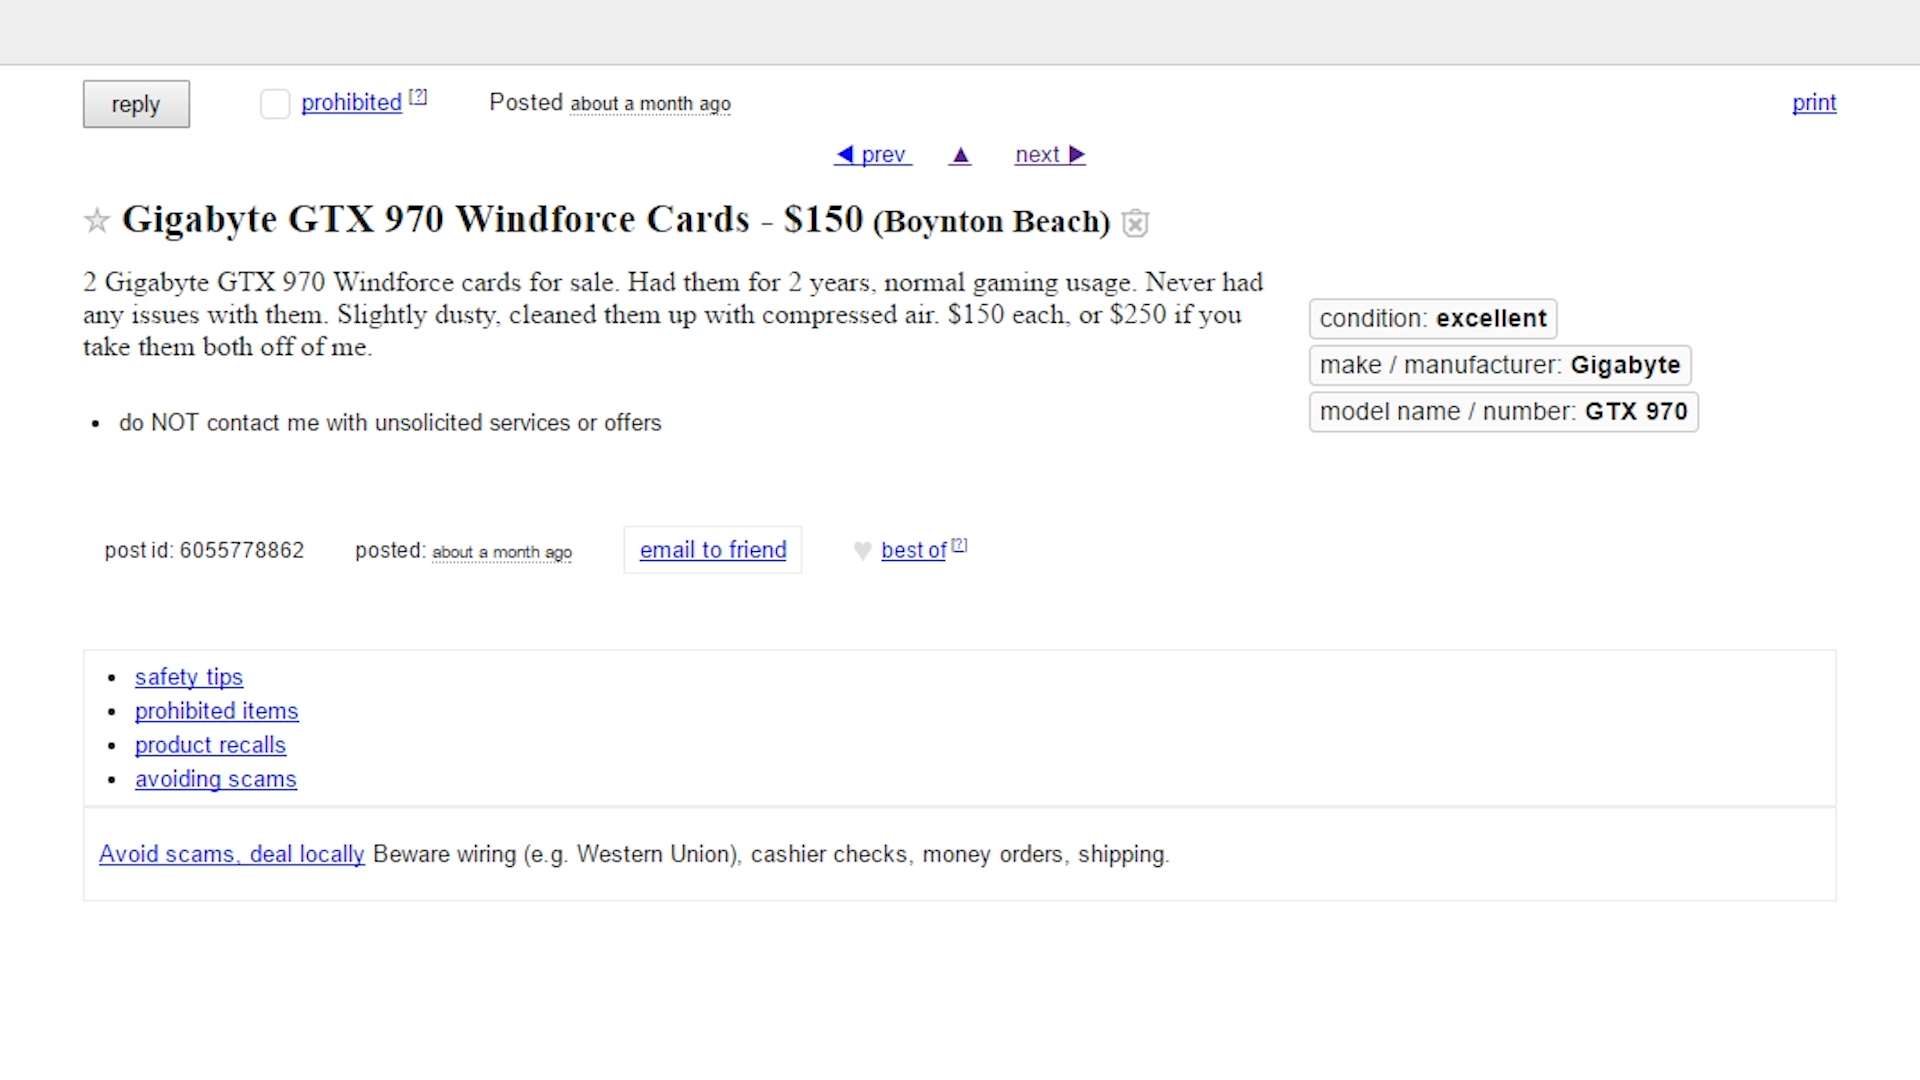 reply prohibited [?] Posted about a month ago print
◀ prev ▲ next ▶
☆ Gigabyte GTX 970 Windforce Cards - $150 (Boynton Beach)
2 Gigabyte GTX 970 Windforce cards for sale. Had them for 2 years, normal gaming usage. Never had
any issues with them. Slightly dusty, cleaned them up with compressed air. $150 each, or $250 if you
take them both off of me.
condition: excellent
make / manufacturer: Gigabyte
model name / number: GTX 970
• do NOT contact me with unsolicited services or offers
post id: 6055778862 posted: about a month ago email to friend ♥ best of [?]
• safety tips
• prohibited items
• product recalls
• avoiding scams
Avoid scams, deal locally Beware wiring (e.g. Western Union), cashier checks, money orders, shipping.